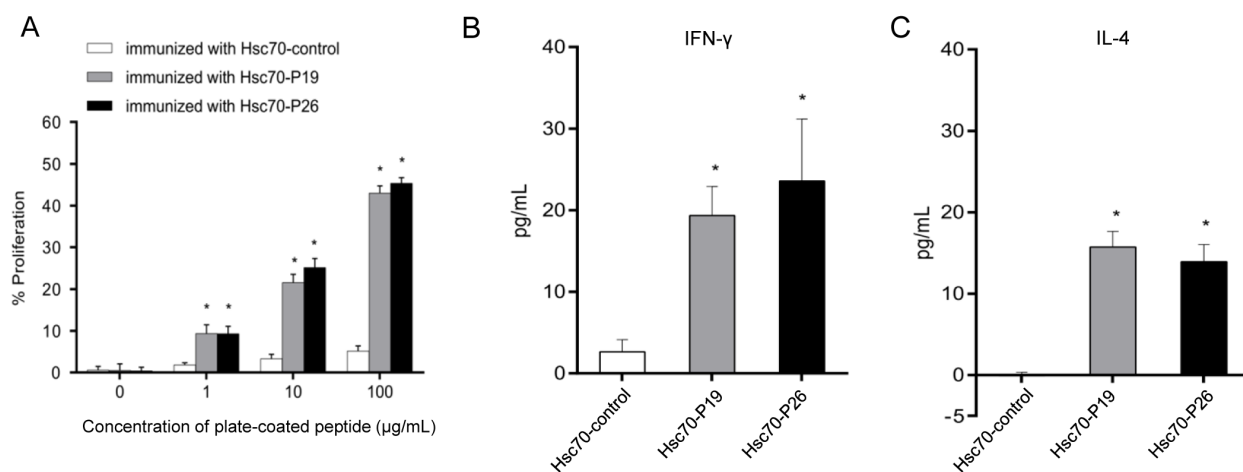 A
immunized with Hsc70-control
immunized with Hsc70-P19
immunized with Hsc70-P26
% Proliferation
60
50
40
30
20
10
0
* *
* *
* *
0 1 10 100
Concentration of plate-coated peptide (μg/mL)
B
IFN-γ
pg/mL
40
30
20
10
0
*
*
Hsc70-control
Hsc70-P19
Hsc70-P26
C
IL-4
pg/mL
40
30
20
10
0
-5
*
*
Hsc70-control
Hsc70-P19
Hsc70-P26